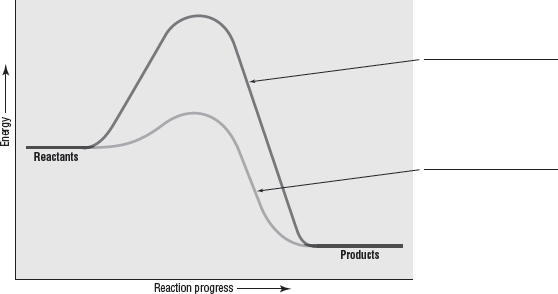 Energy
Reactants
Products
Reaction progress